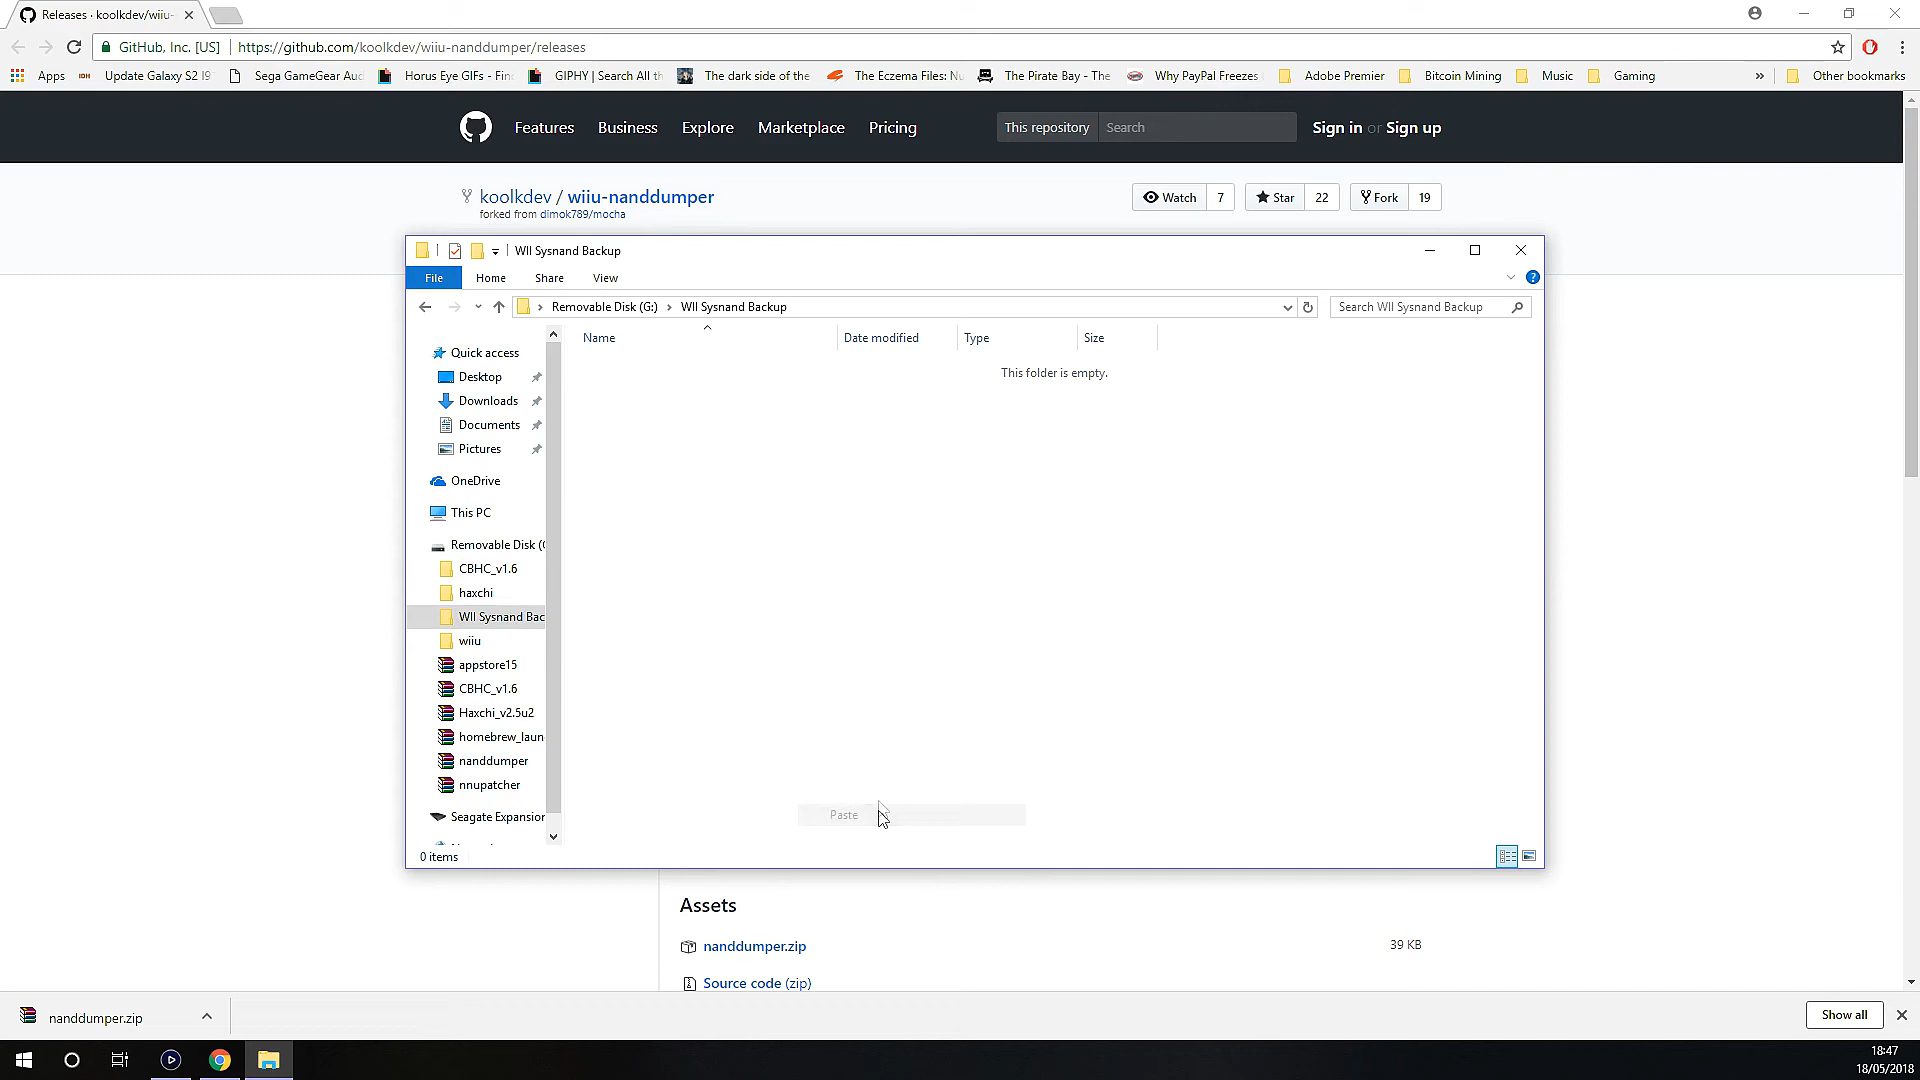 Releases · koolkdev/wiiu-
GitHub, Inc. [US]
https://github.com/koolkdev/wiiu-nanddumper/releases
Apps
Update Galaxy S2 I9
Sega GameGear Aud
Horus Eye GIFs - Fin
GIPHY | Search All th
The dark side of the
The Eczema Files: Nu
The Pirate Bay - The
Why PayPal Freezes
Adobe Premier
Bitcoin Mining
Music
Gaming
»
Other bookmarks
Features
Business
Explore
Marketplace
Pricing
This repository
Search
Sign in or Sign up
koolkdev / wiiu-nanddumper
forked from dimok789/mocha
Watch 7
Star 22
Fork 19
WII Sysnand Backup
File
Home
Share
View
Removable Disk (G:)
WII Sysnand Backup
Search WII Sysnand Backup
Name
Date modified
Type
Size
This folder is empty.
Quick access
Desktop
Downloads
Documents
Pictures
OneDrive
This PC
Removable Disk (
CBHC_v1.6
haxchi
WII Sysnand Bac
wiiu
appstore15
CBHC_v1.6
Haxchi_v2.5u2
homebrew_laun
nanddumper
nnupatcher
Seagate Expansion
Paste
0 items
Assets
nanddumper.zip
39 KB
Source code (zip)
nanddumper.zip
Show all
18:47
18/05/2018